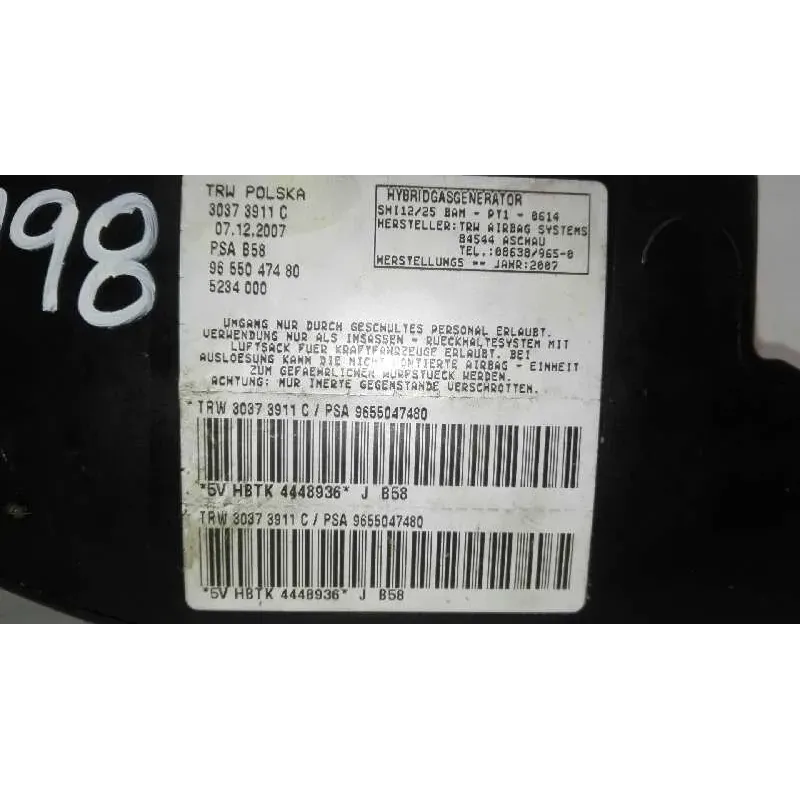 198
TRW POLSKA
3037 3911 C
07.12.2007
PSA B58
96 550 474 80
5234 000
HYBRIDGASGENERATOR
SHI12/25 BAM - PT1 - 0614
HERSTELLER:TRW AIRBAG SYSTEMS
84544 ASCHAU
TEL.:08638/965-0
HERSTELLUNGS -- JAHR:2007
UMGANG NUR DURCH GESCHULTES PERSONAL ERLAUBT.
VERWENDUNG NUR ALS INSASSEN - RUECKHALTESYSTEM MIT
LUFTSACK FUER KRAFTFAHRZEUGE ERLAUBT. BEI
AUSLOESUNG KANN DIE NICHT MONTIERTE AIRBAG - EINHEIT
ZUM GEFAEHRLICHEN WURFSTUECK WERDEN.
ACHTUNG: NUR INERTE GEGENSTANDE VERSCHROTTEN.
TRW 3037 3911 C / PSA 9655047480
*5V HBTK 4448936* J B58
TRW 3037 3911 C / PSA 9655047480
*5V HBTK 4448936* J B58